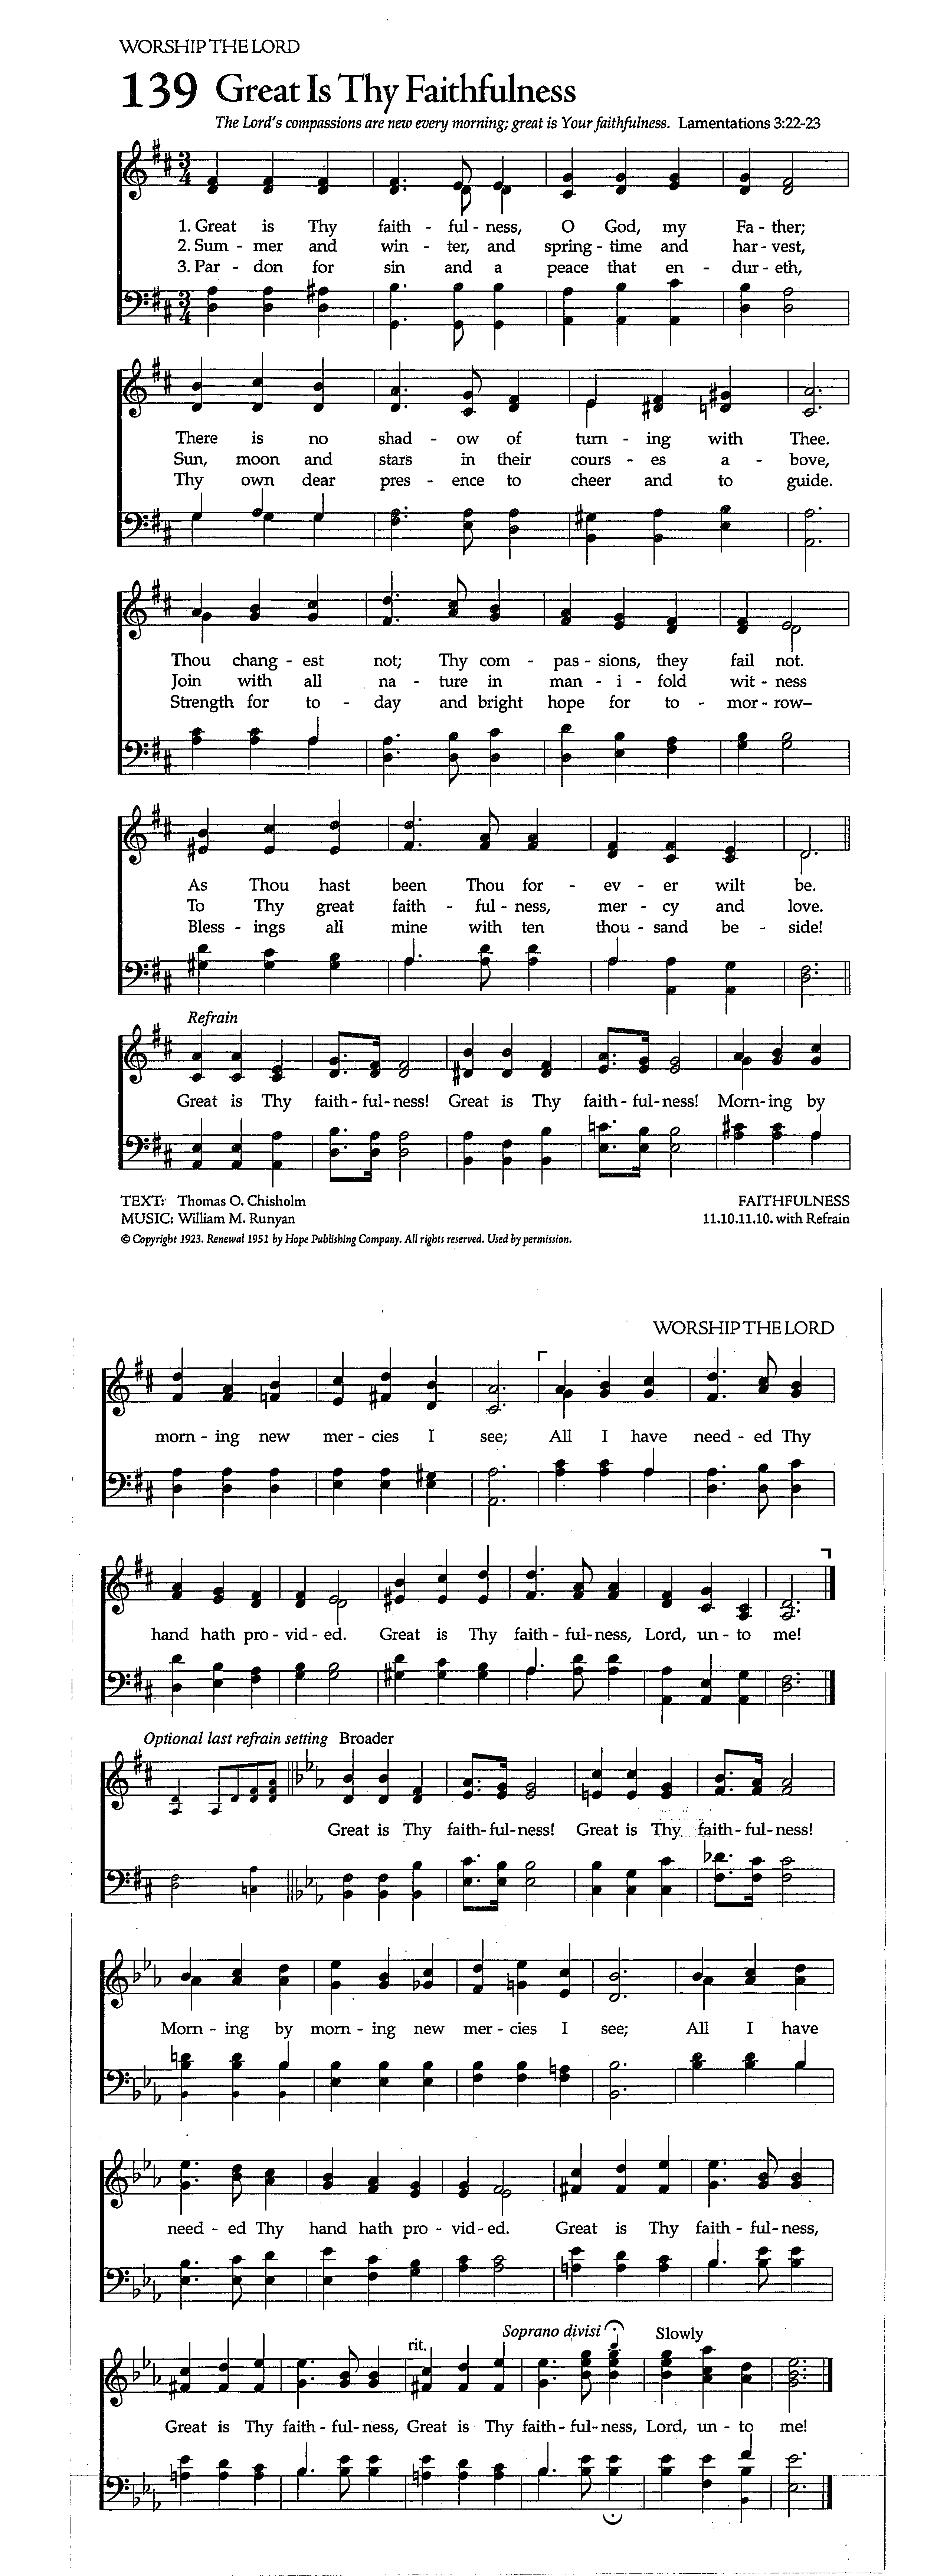 WORSHIP THE LORD
139 Great Is Thy Faithfulness
The Lord's compassions are new every morning; great is Your faithfulness. Lamentations 3:22-23
1. Great is Thy faith - ful - ness, O God, my Fa - ther;
2. Sum - mer and win - ter, and spring - time and har - vest,
3. Par - don for sin and a peace that en - dur - eth,
There is no shad - ow of turn - ing with Thee.
Sun, moon and stars in their cours - es a - bove,
Thy own dear pres - ence to cheer and to guide.
Thou chang - est not; Thy com - pas - sions, they fail not.
Join with all na - ture in man - i - fold wit - ness
Strength for to - day and bright hope for to - mor - row–
As Thou hast been Thou for - ev - er wilt be.
To Thy great faith - ful - ness, mer - cy and love.
Bless - ings all mine with ten thou - sand be - side!
Refrain
Great is Thy faith - ful - ness! Great is Thy faith - ful - ness! Morn - ing by
TEXT: Thomas O. Chisholm FAITHFULNESS
MUSIC: William M. Runyan 11.10.11.10. with Refrain
© Copyright 1923. Renewal 1951 by Hope Publishing Company. All rights reserved. Used by permission.
WORSHIP THE LORD
morn - ing new mer - cies I see; All I have need - ed Thy
hand hath pro - vid - ed. Great is Thy faith - ful - ness, Lord, un - to me!
Optional last refrain setting Broader
Great is Thy faith - ful - ness! Great is Thy faith - ful - ness!
Morn - ing by morn - ing new mer - cies I see; All I have
need - ed Thy hand hath pro - vid - ed. Great is Thy faith - ful - ness,
rit. Soprano divisi Slowly
Great is Thy faith - ful - ness, Great is Thy faith - ful - ness, Lord, un - to me!